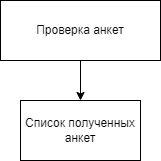 Проверка анкет
Список полученных
анкет